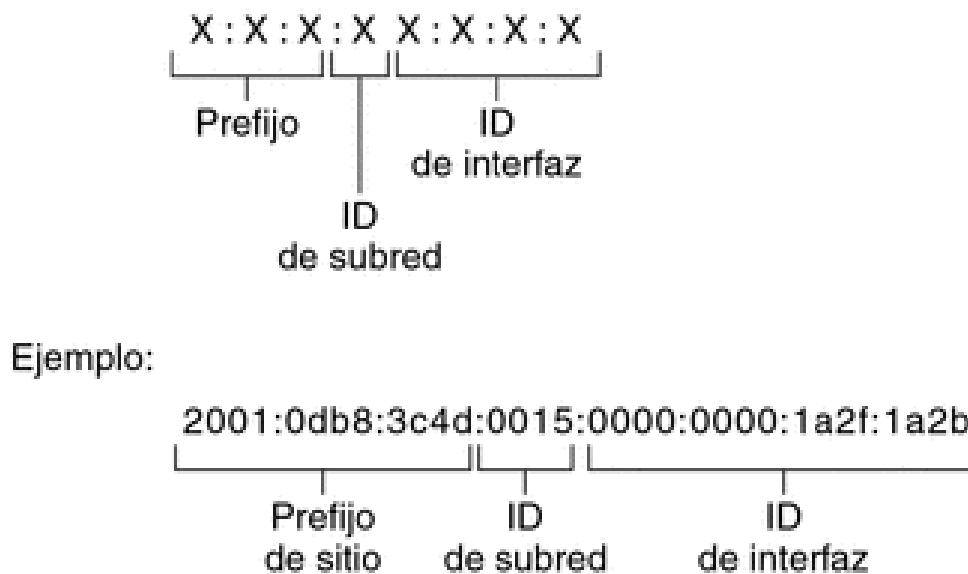 X:X:X:X X:X:X:X
Prefijo
ID
de interfaz
ID
de subred
Ejemplo:
2001:0db8:3c4d:0015:0000:0000:1a2f:1a2b
Prefijo
de sitio
ID
de subred
ID
de interfaz